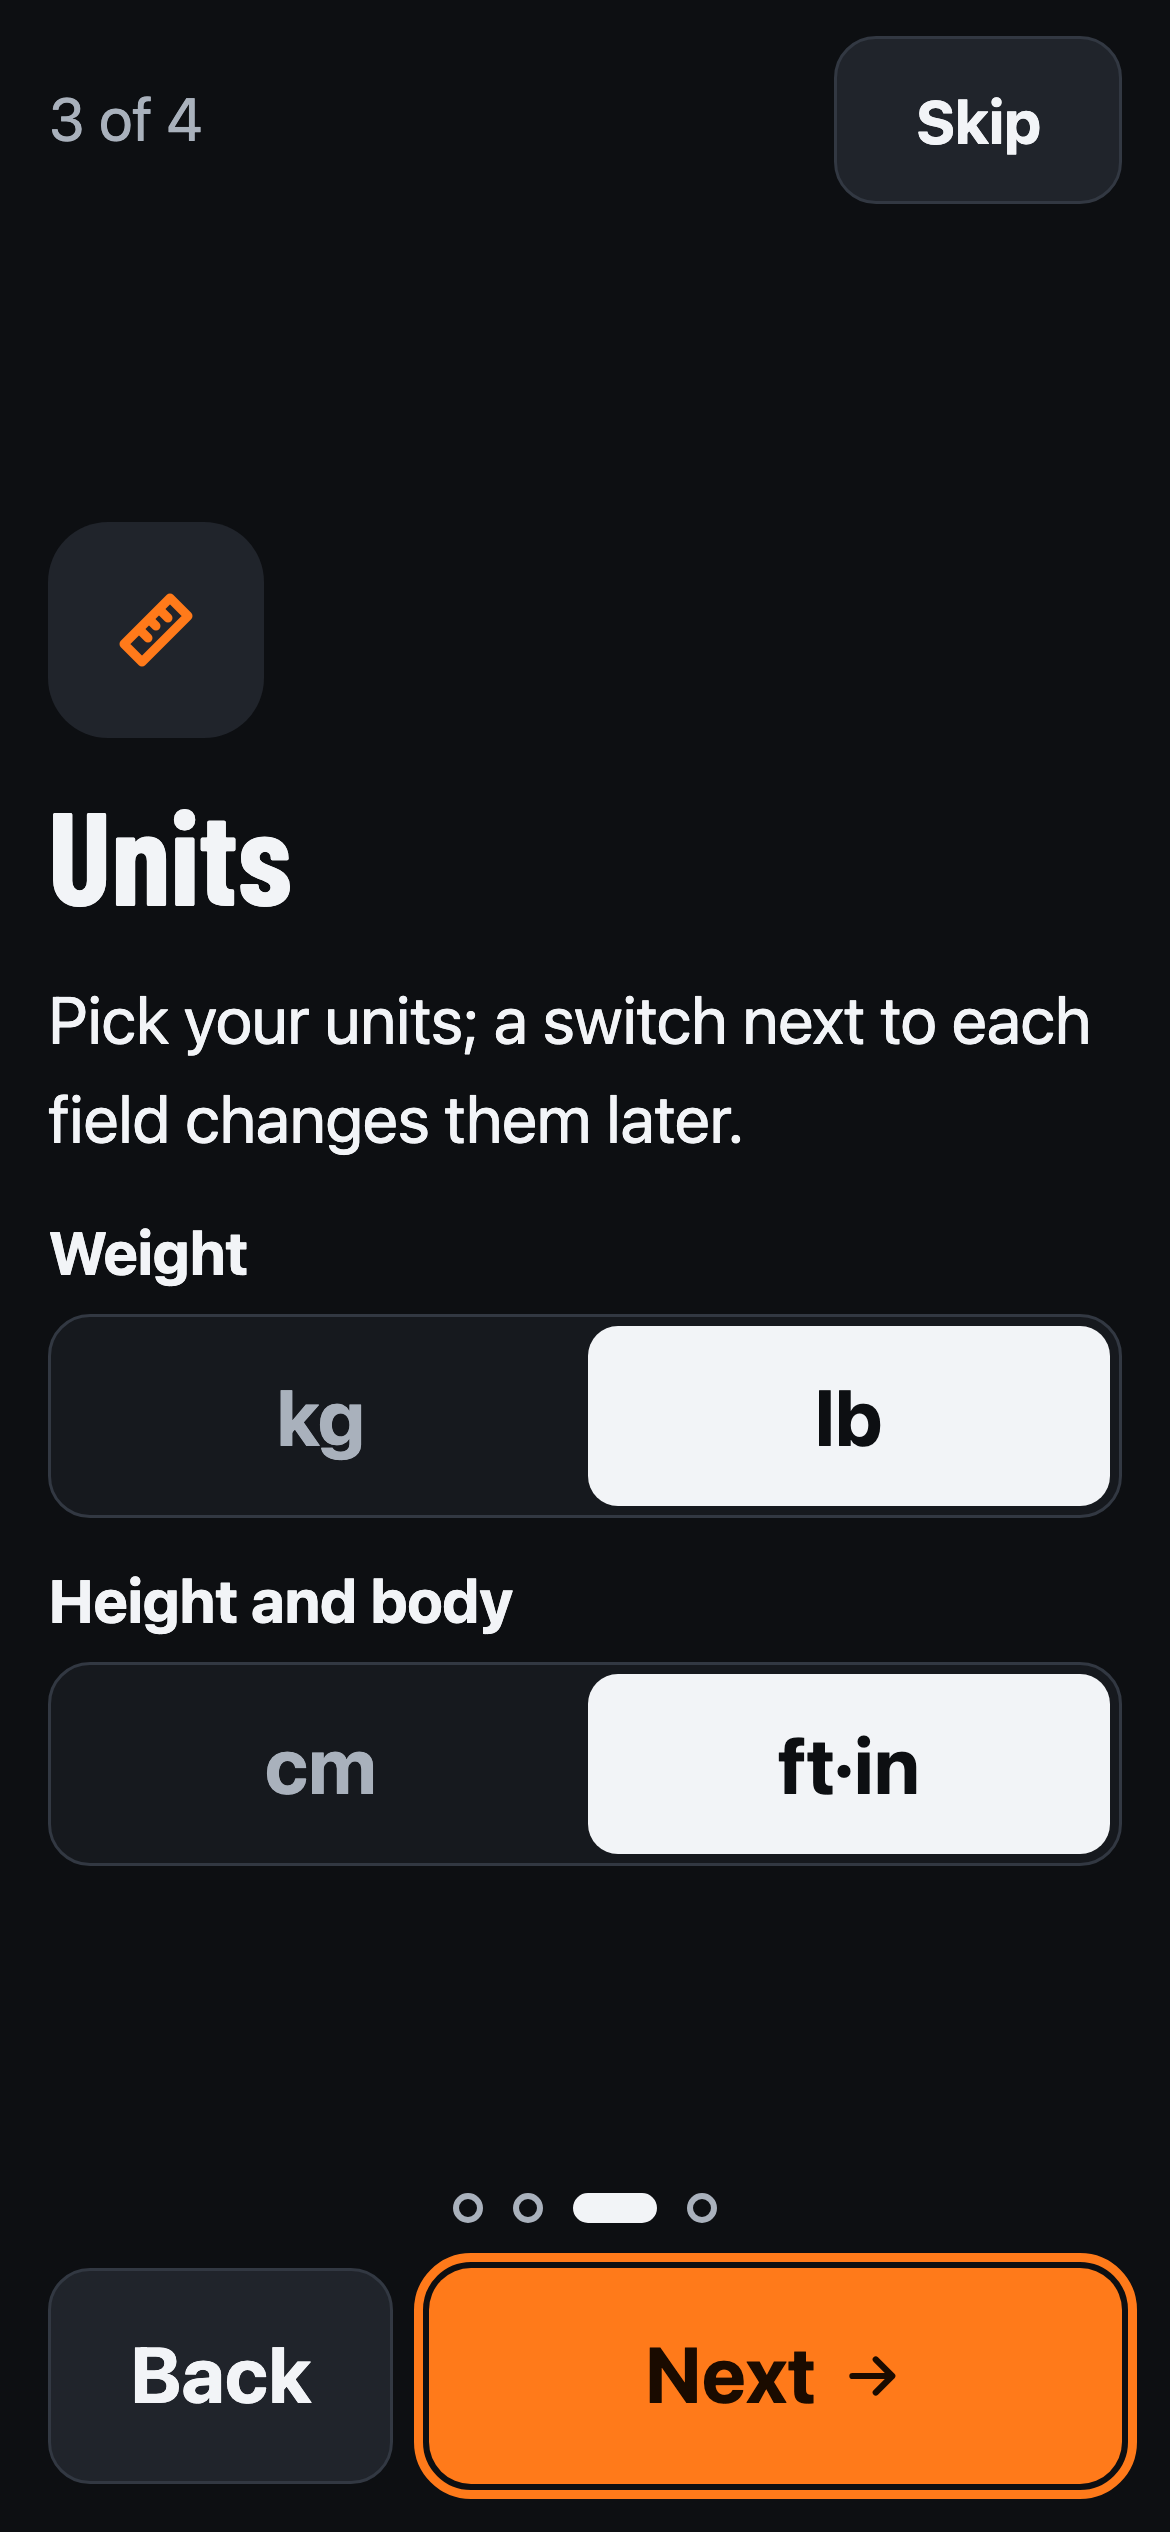 3 of 4
Skip
Units
Pick your units; a switch next to each
field changes them later.
Weight
kg
lb
Height and body
cm
ft·in
Back
Next →